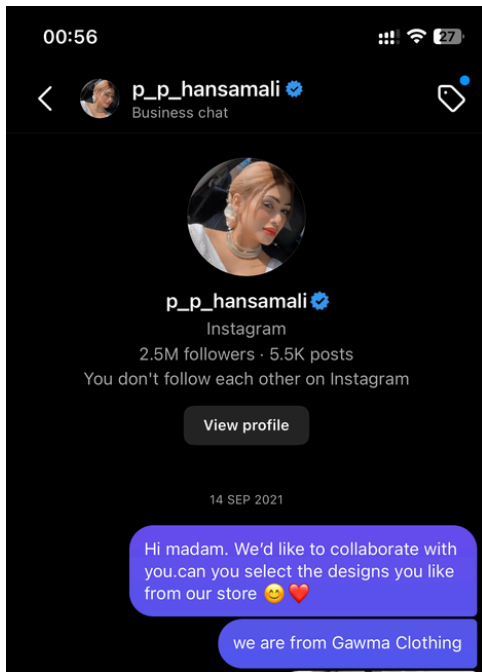 00:56
27
p_p_hansamali
Business chat
p_p_hansamali
Instagram
2.5M followers · 5.5K posts
You don't follow each other on Instagram
View profile
14 SEP 2021
Hi madam. We’d like to collaborate with
you.can you select the designs you like
from our store 😊❤️
we are from Gawma Clothing